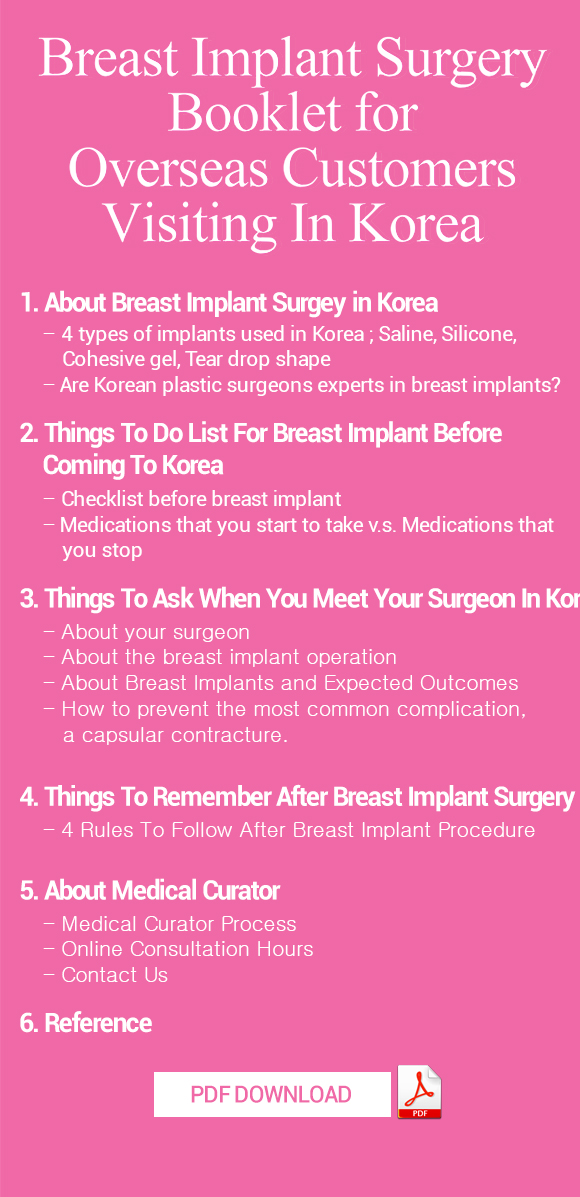 Breast Implant Surgery
Booklet for
Overseas Customers
Visiting In Korea
1. About Breast Implant Surgey in Korea
– 4 types of implants used in Korea ; Saline, Silicone,
Cohesive gel, Tear drop shape
– Are Korean plastic surgeons experts in breast implants?
2. Things To Do List For Breast Implant Before
Coming To Korea
– Checklist before breast implant
– Medications that you start to take v.s. Medications that
you stop
3. Things To Ask When You Meet Your Surgeon In Kor
– About your surgeon
– About the breast implant operation
– About Breast Implants and Expected Outcomes
– How to prevent the most common complication,
a capsular contracture.
4. Things To Remember After Breast Implant Surgery
– 4 Rules To Follow After Breast Implant Procedure
5. About Medical Curator
– Medical Curator Process
– Online Consultation Hours
– Contact Us
6. Reference
PDF DOWNLOAD
PDF